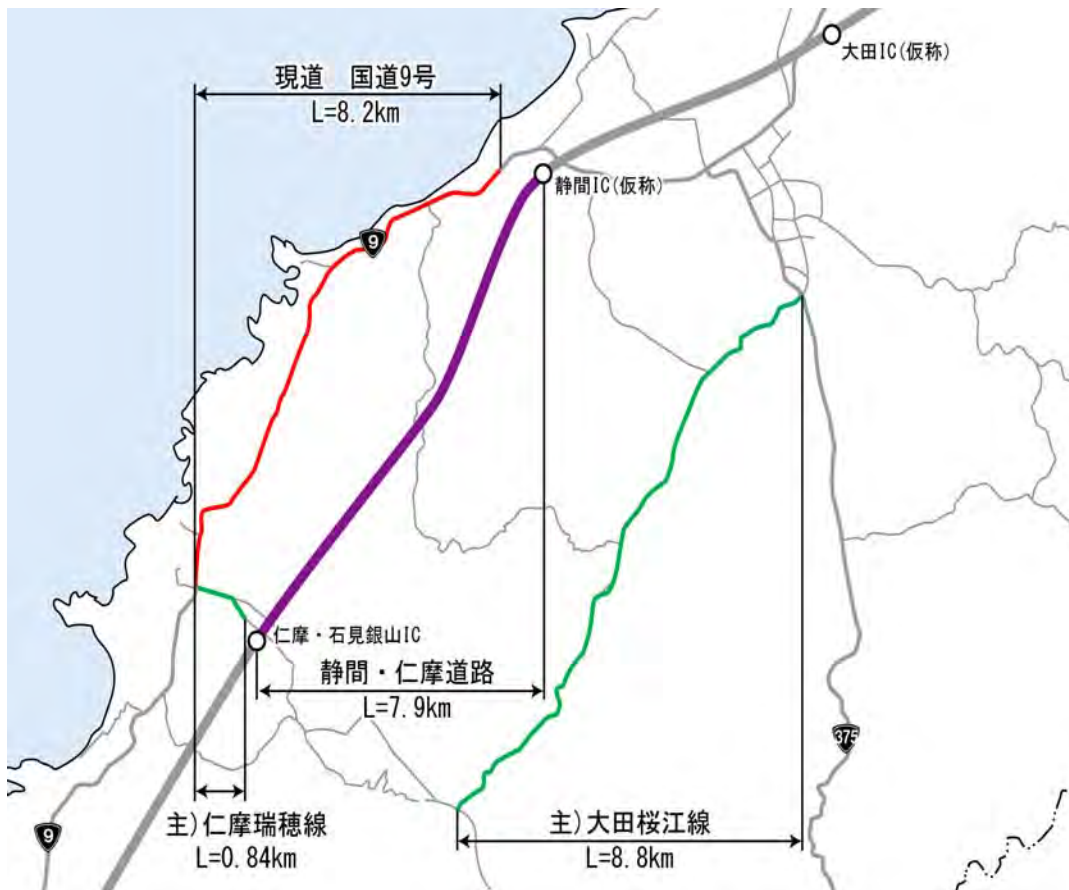 大田IC(仮称)
現道 国道9号
L=8.2km
静間IC(仮称)
9
仁摩・石見銀山IC
静間・仁摩道路
L=7.9km
375
主)仁摩瑞穂線
L=0.84km
主)大田桜江線
L=8.8km
9